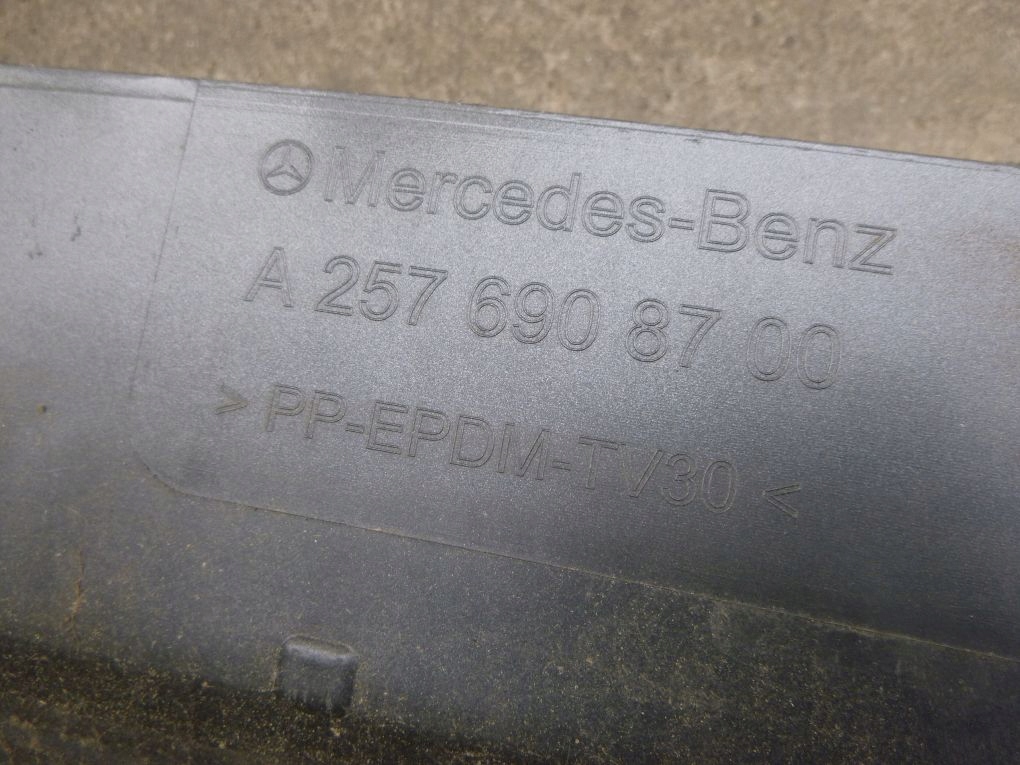 Mercedes-Benz
A 257 690 87 00
> PP-EPDM-TV30 <